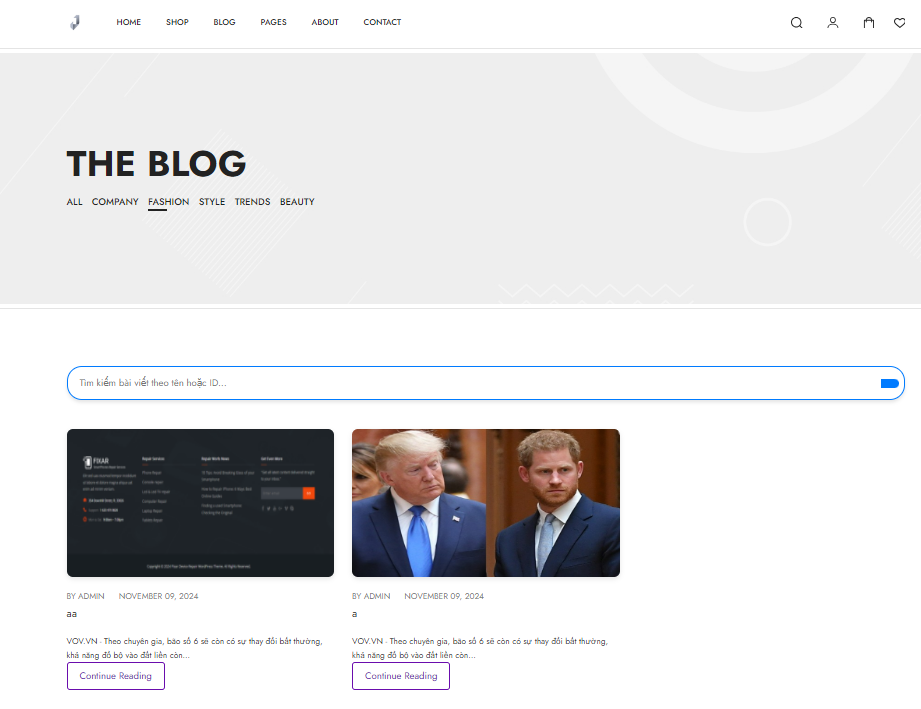 HOME SHOP BLOG PAGES ABOUT CONTACT
THE BLOG
ALL COMPANY FASHION STYLE TRENDS BEAUTY
Tìm kiếm bài viết theo tên hoặc ID...
FIXAR
Repair Services
BY ADMIN NOVEMBER 09, 2024
aa
VOV.VN - Theo chuyên gia, bão số 6 sẽ còn có sự thay đổi bất thường,
khả năng đổ bộ vào đất liền còn...
Continue Reading
BY ADMIN NOVEMBER 09, 2024
a
VOV.VN - Theo chuyên gia, bão số 6 sẽ còn có sự thay đổi bất thường,
khả năng đổ bộ vào đất liền còn...
Continue Reading